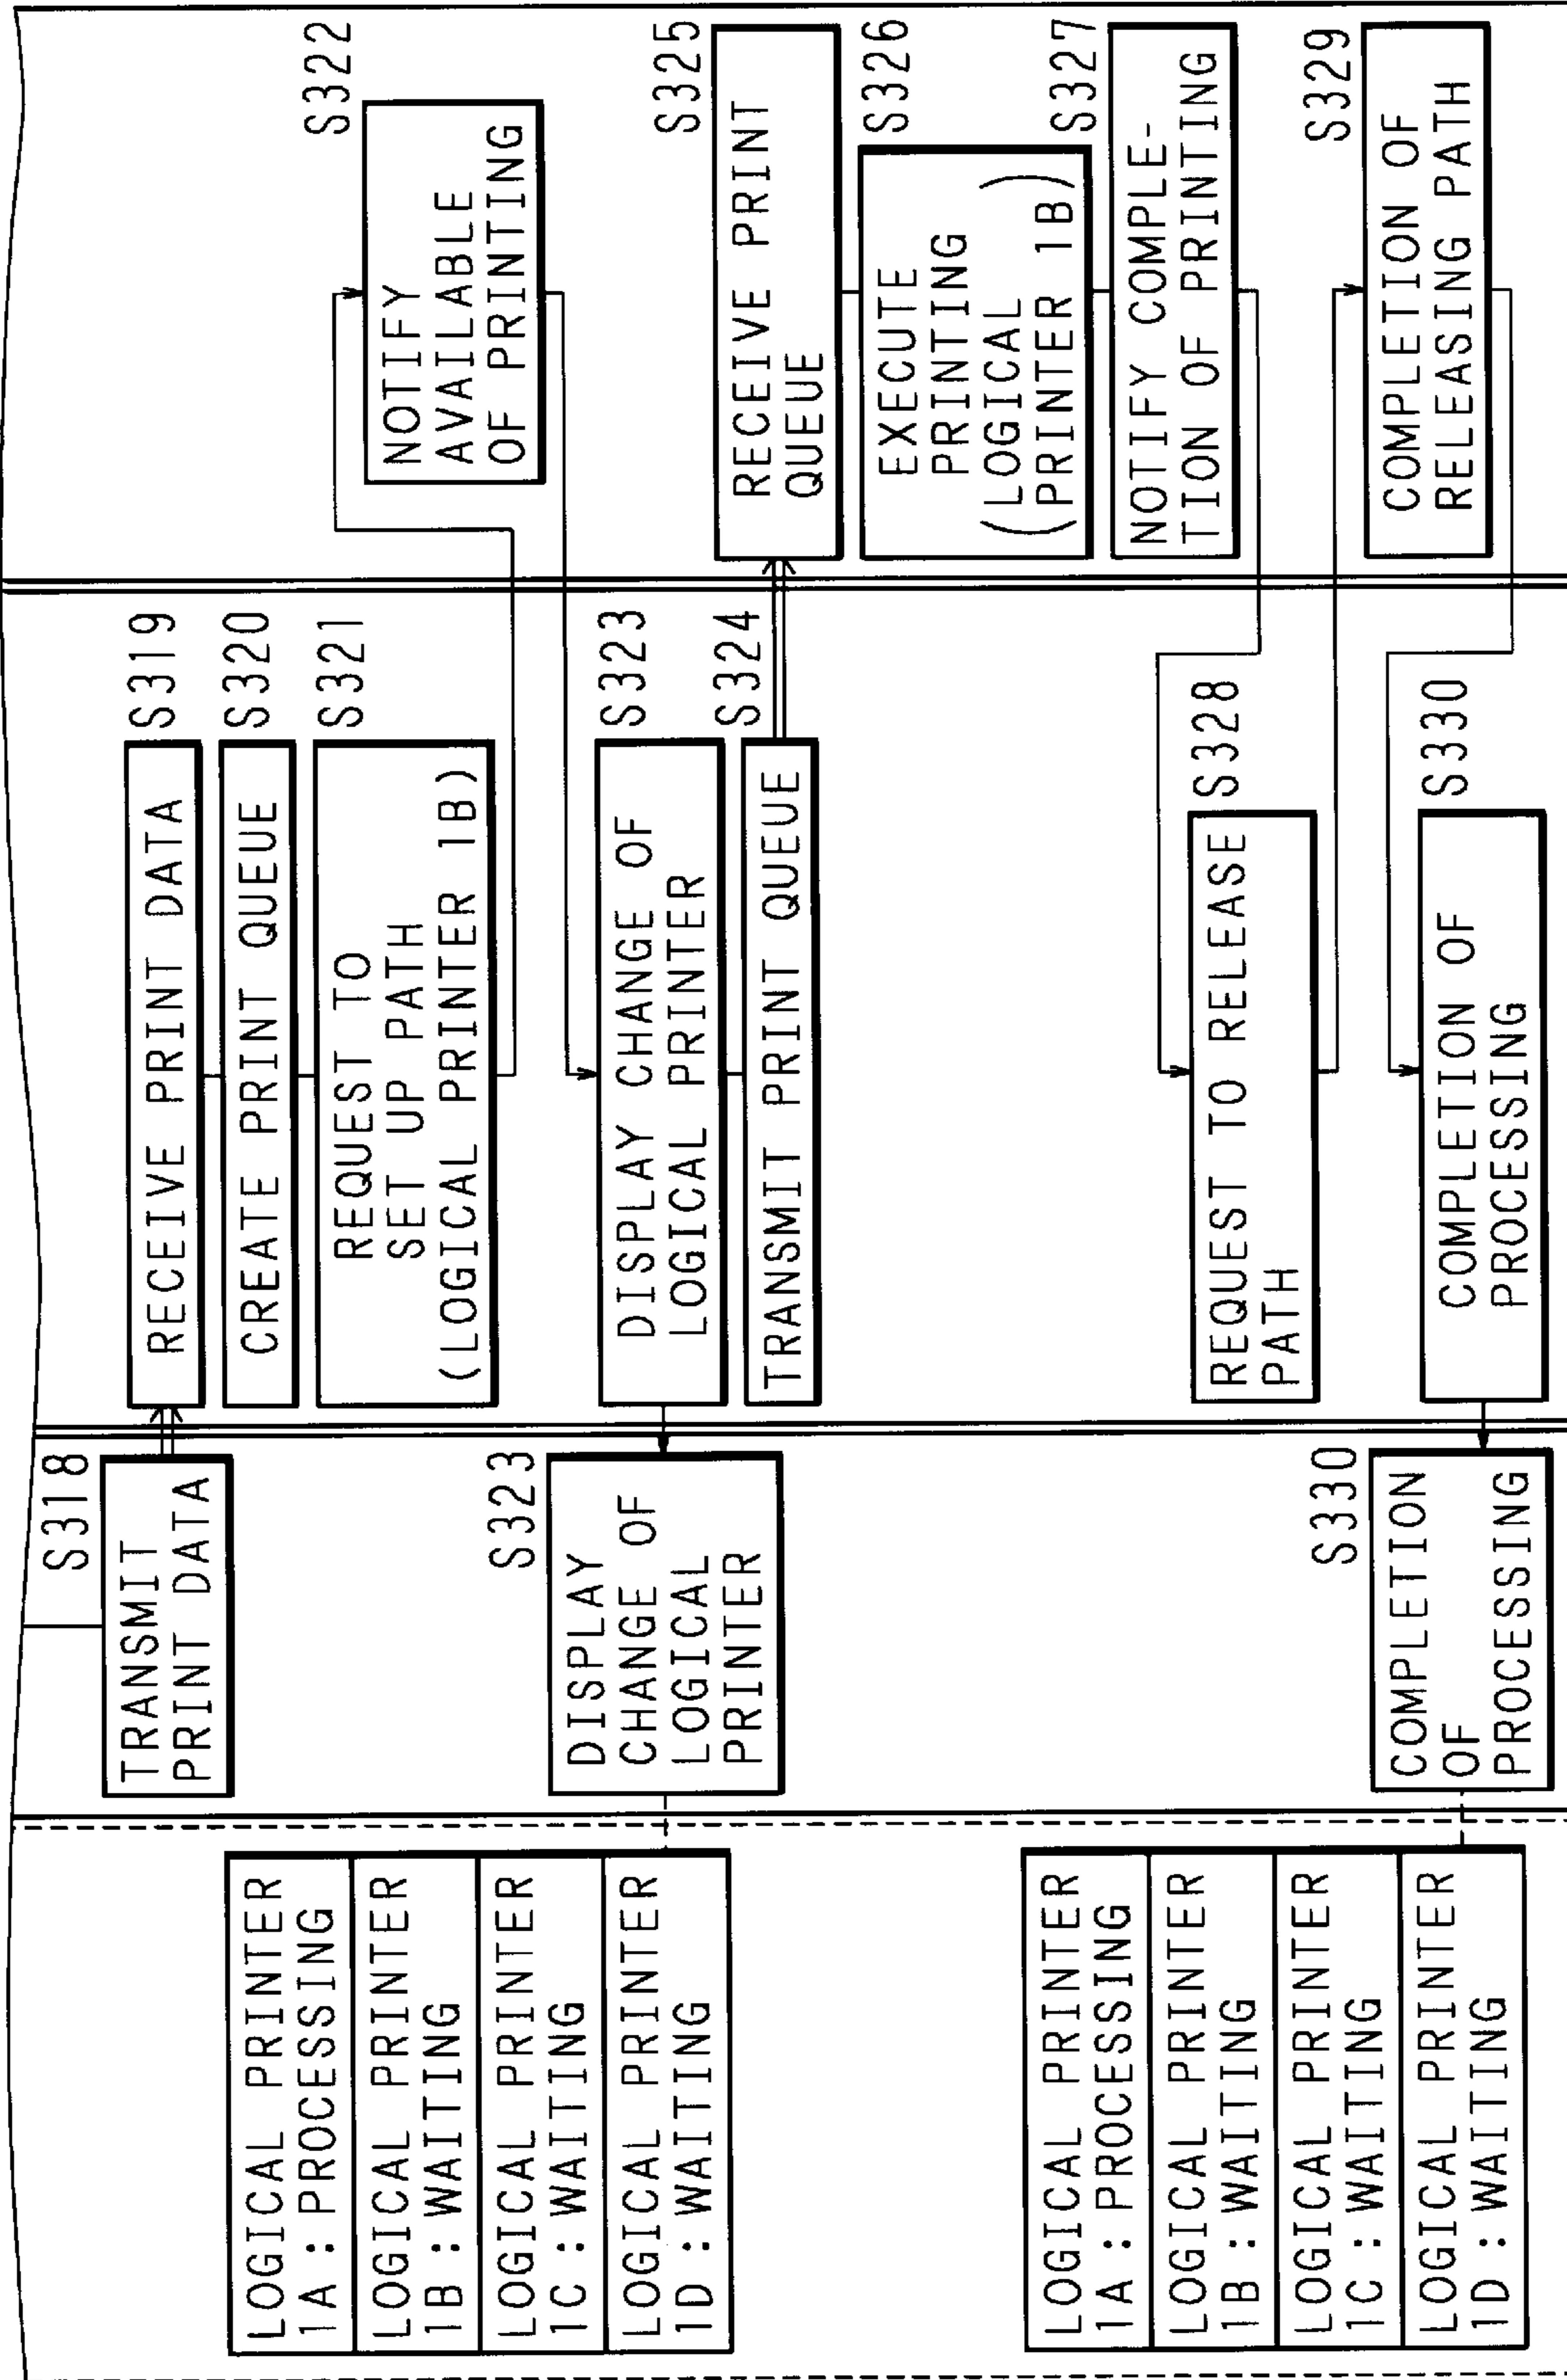 LOGICAL PRINTER
1A : PROCESSING
LOGICAL PRINTER
1B : WAITING
LOGICAL PRINTER
1C : WAITING
LOGICAL PRINTER
1D : WAITING
LOGICAL PRINTER
1A : PROCESSING
LOGICAL PRINTER
1B : WAITING
LOGICAL PRINTER
1C : WAITING
LOGICAL PRINTER
1D : WAITING
S318
TRANSMIT
PRINT DATA
S323
DISPLAY
CHANGE OF
LOGICAL
PRINTER
S330
COMPLETION
OF
PROCESSING
S319
RECEIVE PRINT DATA
S320
CREATE PRINT QUEUE
S321
REQUEST TO
SET UP PATH
(LOGICAL PRINTER 1B)
S323
DISPLAY CHANGE OF
LOGICAL PRINTER
S324
TRANSMIT PRINT QUEUE
S328
REQUEST TO RELEASE
PATH
S330
COMPLETION OF
PROCESSING
S322
NOTIFY
AVAILABLE
OF PRINTING
S325
RECEIVE PRINT
QUEUE
S326
EXECUTE
PRINTING
(LOGICAL
PRINTER 1B)
S327
NOTIFY COMPLE-
TION OF PRINTING
S329
COMPLETION OF
RELEASING PATH